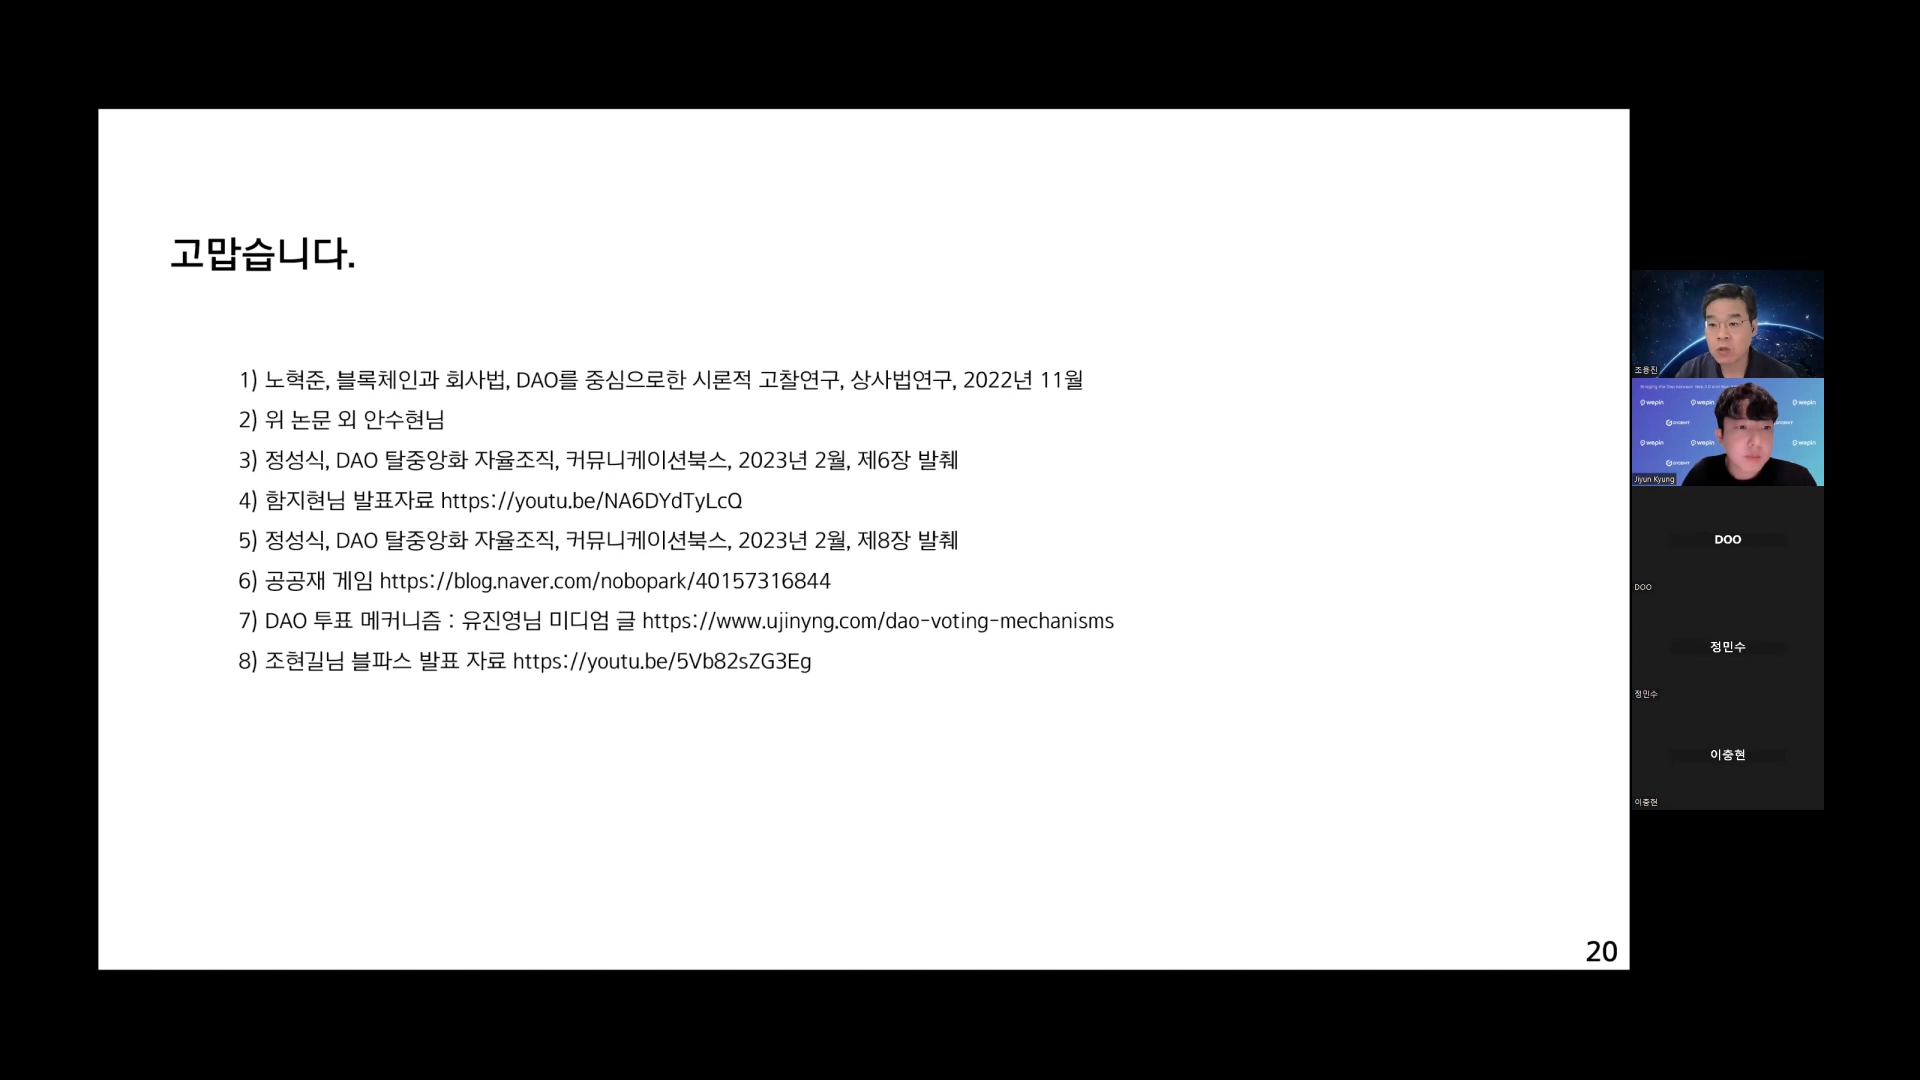 고맙습니다.
1) 노혁준, 블록체인과 회사법, DAO를 중심으로한 시론적 고찰연구, 상사법연구, 2022년 11월
2) 위 논문 외 안수현님
3) 정성식, DAO 탈중앙화 자율조직, 커뮤니케이션북스, 2023년 2월, 제6장 발췌
4) 함지현님 발표자료 https://youtu.be/NA6DYdTyLcQ
5) 정성식, DAO 탈중앙화 자율조직, 커뮤니케이션북스, 2023년 2월, 제8장 발췌
6) 공공재 게임 https://blog.naver.com/nobopark/40157316844
7) DAO 투표 메커니즘 : 유진영님 미디엄 글 https://www.ujinyng.com/dao-voting-mechanisms
8) 조현길님 블파스 발표 자료 https://youtu.be/5Vb82sZG3Eg
20
조용진
wepin wepin wepin
wepin wepin wepin
Jiyun Kyung
DOO
DOO
정민수
정민수
이충현
이충현